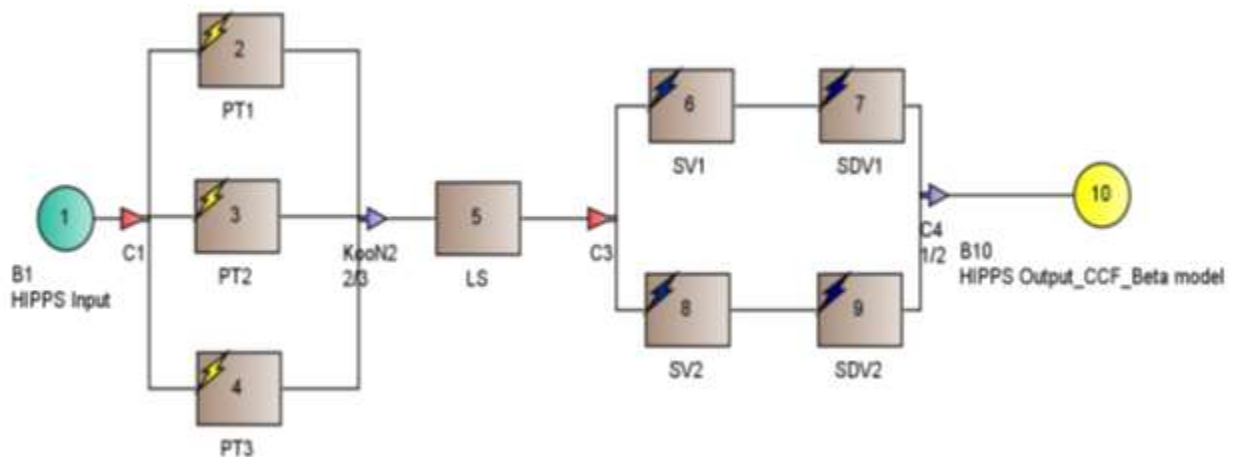 2
PT1
1
B1
HIPPS Input
C1
3
PT2
KooN2
2/3
4
PT3
5
LS
C3
6
SV1
7
SDV1
8
SV2
9
SDV2
C4
1/2
10
B10
HIPPS Output_CCF_Beta model